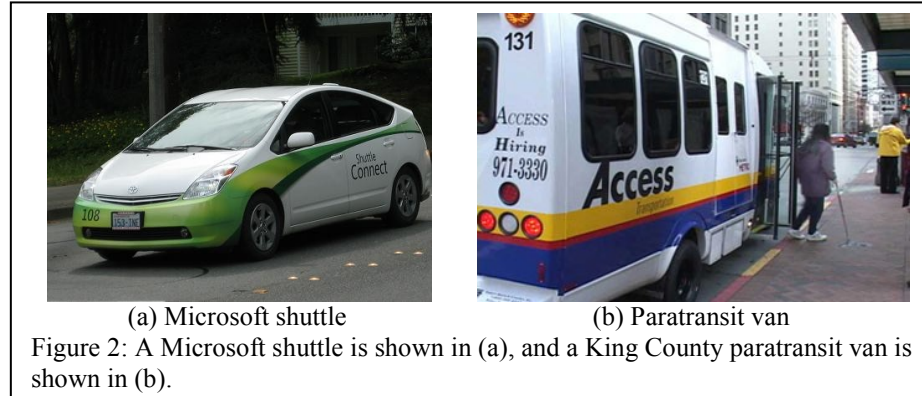 Shuttle
Connect
108
131
ACCESS
Is
Hiring
971-3330
Access
Transportation
METRO
(a) Microsoft shuttle
(b) Paratransit van
Figure 2: A Microsoft shuttle is shown in (a), and a King County paratransit van is
shown in (b).